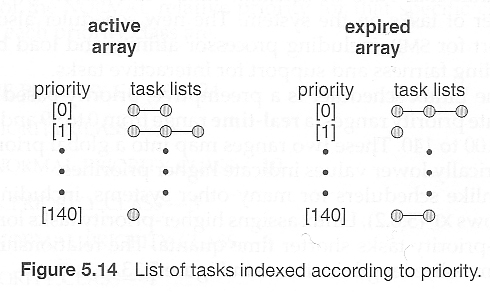 active array
expired array
priority task lists
priority task lists
[0]
[0]
[1]
[1]
[140]
[140]
Figure 5.14 List of tasks indexed according to priority.